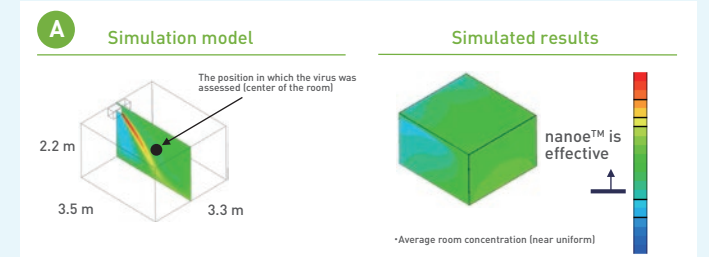 A
Simulation model
The position in which the virus was
assessed (center of the room)
2.2 m
3.5 m
3.3 m
Simulated results
nanoe™ is
effective
·Average room concentration (near uniform)